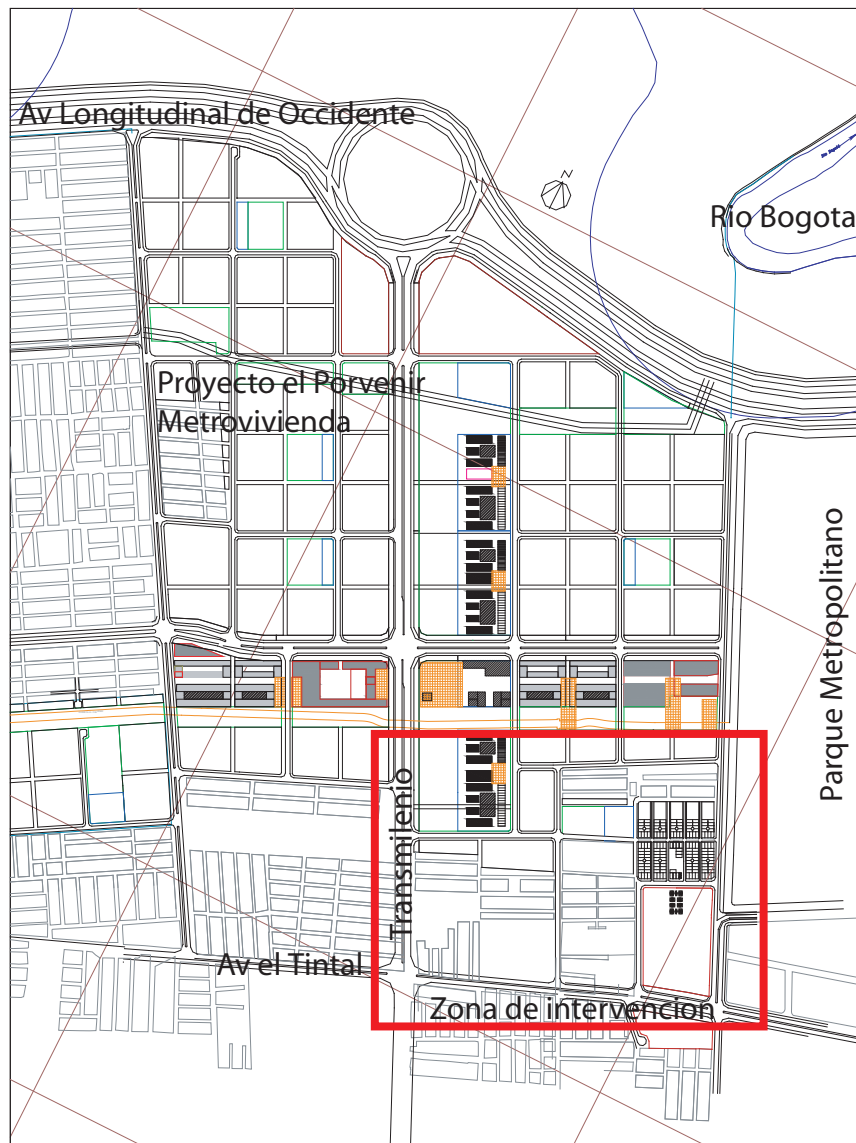 Av Longitudinal de Occidente
N
Rio Bogota
Proyecto el Porvenir
Metrovivienda
Parque Metropolitano
Transmilenio
Av el Tintal
Zona de intervencion